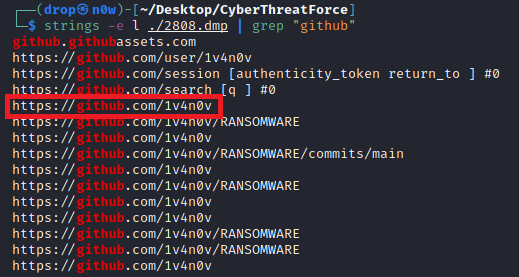 ┌──(drop㉿n0w)-[~/Desktop/CyberThreatForce]
└─$ strings -e l ./2808.dmp | grep "github"
github.githubassets.com
https://github.com/user/1v4n0v
https://github.com/session [authenticity_token return_to ] #0
https://github.com/search [q ] #0
https://github.com/1v4n0v
https://github.com/1v4n0v/RANSOMWARE
https://github.com/1v4n0v
https://github.com/1v4n0v/RANSOMWARE/commits/main
https://github.com/1v4n0v
https://github.com/1v4n0v/RANSOMWARE
https://github.com/1v4n0v
https://github.com/1v4n0v
https://github.com/1v4n0v/RANSOMWARE
https://github.com/1v4n0v/RANSOMWARE
https://github.com/1v4n0v